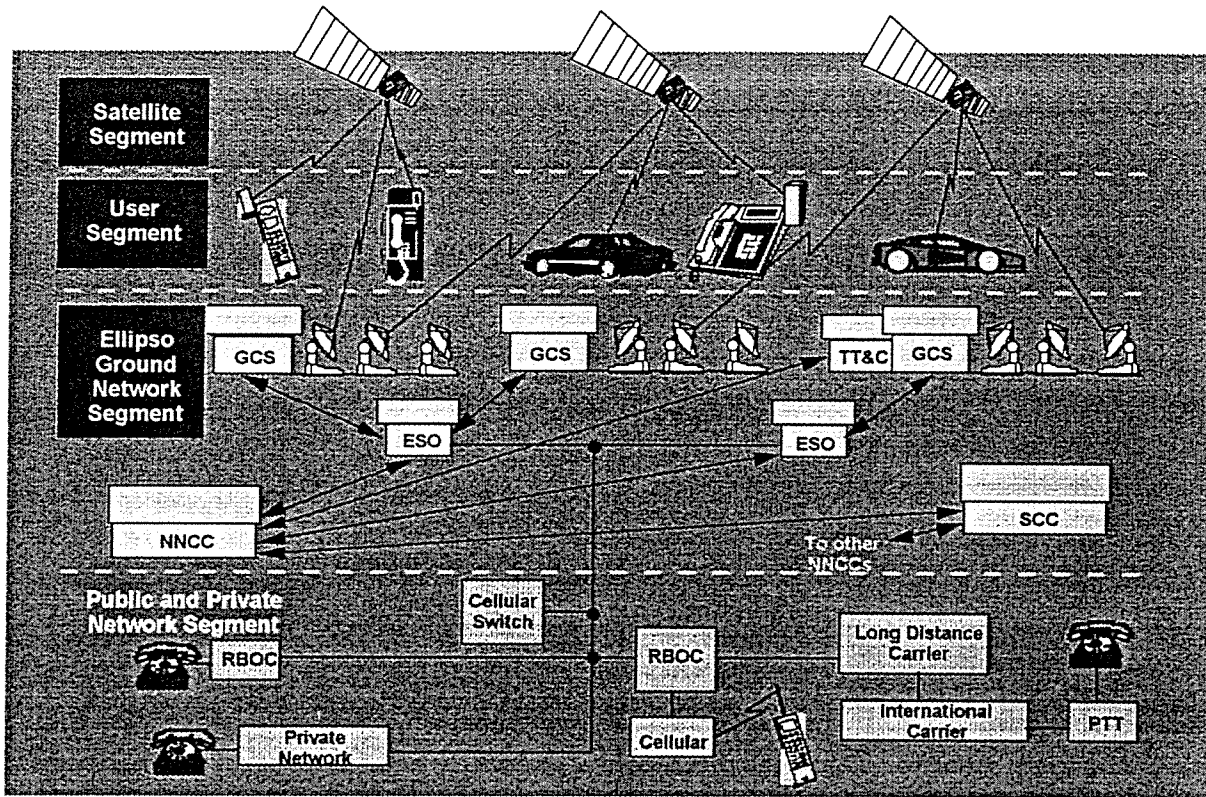 Satellite
Segment
User
Segment
Ellipso
Ground
Network
Segment
GCS
GCS
TT&C
GCS
ESO
ESO
NNCC
SCC
To other
NNCCs
Public and Private
Network Segment
Cellular
Switch
RBOC
RBOC
Long Distance
Carrier
Private
Network
Cellular
International
Carrier
PTT